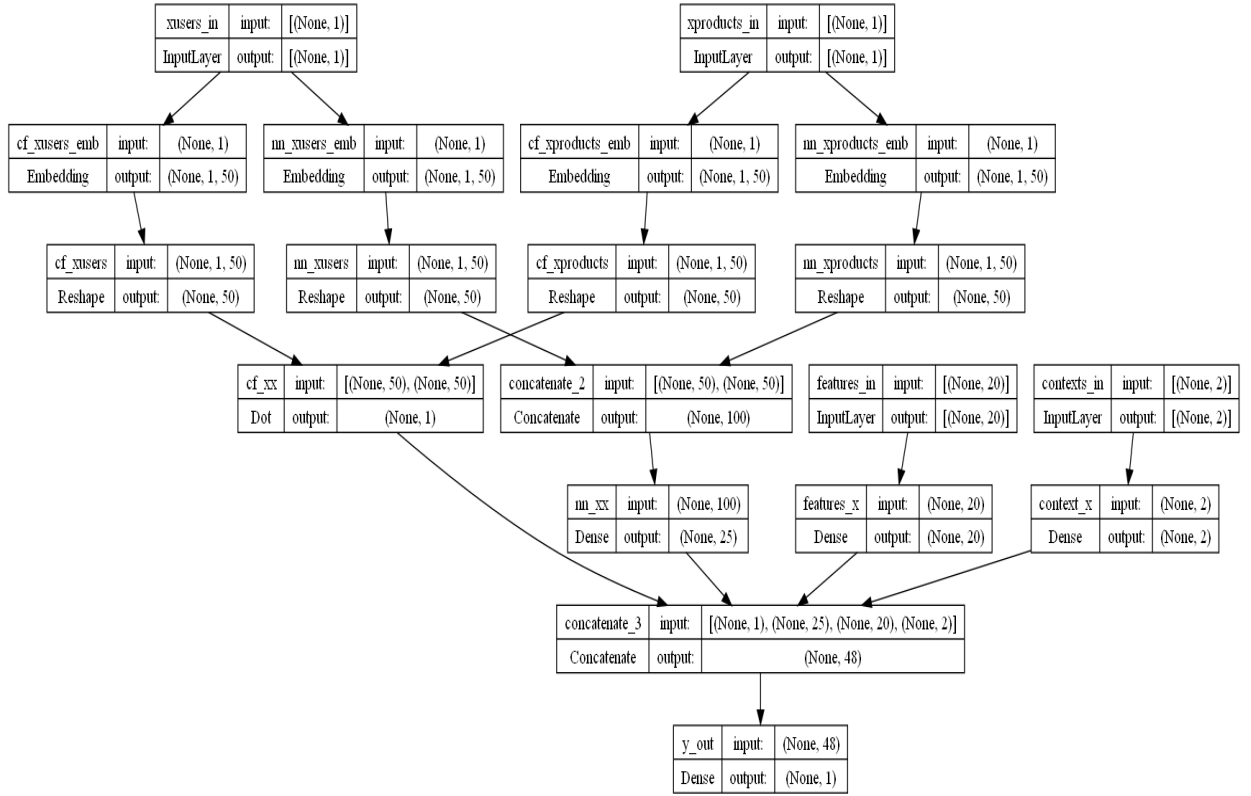 xusers_in input: [(None, 1)] xproducts_in input: [(None, 1)]
InputLayer output: [(None, 1)] InputLayer output: [(None, 1)]
cf_xusers_emb input: (None, 1) nn_xusers_emb input: (None, 1) cf_xproducts_emb input: (None, 1) nn_xproducts_emb input: (None, 1)
Embedding output: (None, 1, 50) Embedding output: (None, 1, 50) Embedding output: (None, 1, 50) Embedding output: (None, 1, 50)
cf_xusers input: (None, 1, 50) nn_xusers input: (None, 1, 50) cf_xproducts input: (None, 1, 50) nn_xproducts input: (None, 1, 50)
Reshape output: (None, 50) Reshape output: (None, 50) Reshape output: (None, 50) Reshape output: (None, 50)
cf_xx input: [(None, 50), (None, 50)] concatenate_2 input: [(None, 50), (None, 50)] features_in input: [(None, 20)] contexts_in input: [(None, 2)]
Dot output: (None, 1) Concatenate output: (None, 100) InputLayer output: [(None, 20)] InputLayer output: [(None, 2)]
nn_xx input: (None, 100) features_x input: (None, 20) context_x input: (None, 2)
Dense output: (None, 25) Dense output: (None, 20) Dense output: (None, 2)
concatenate_3 input: [(None, 1), (None, 25), (None, 20), (None, 2)]
Concatenate output: (None, 48)
y_out input: (None, 48)
Dense output: (None, 1)